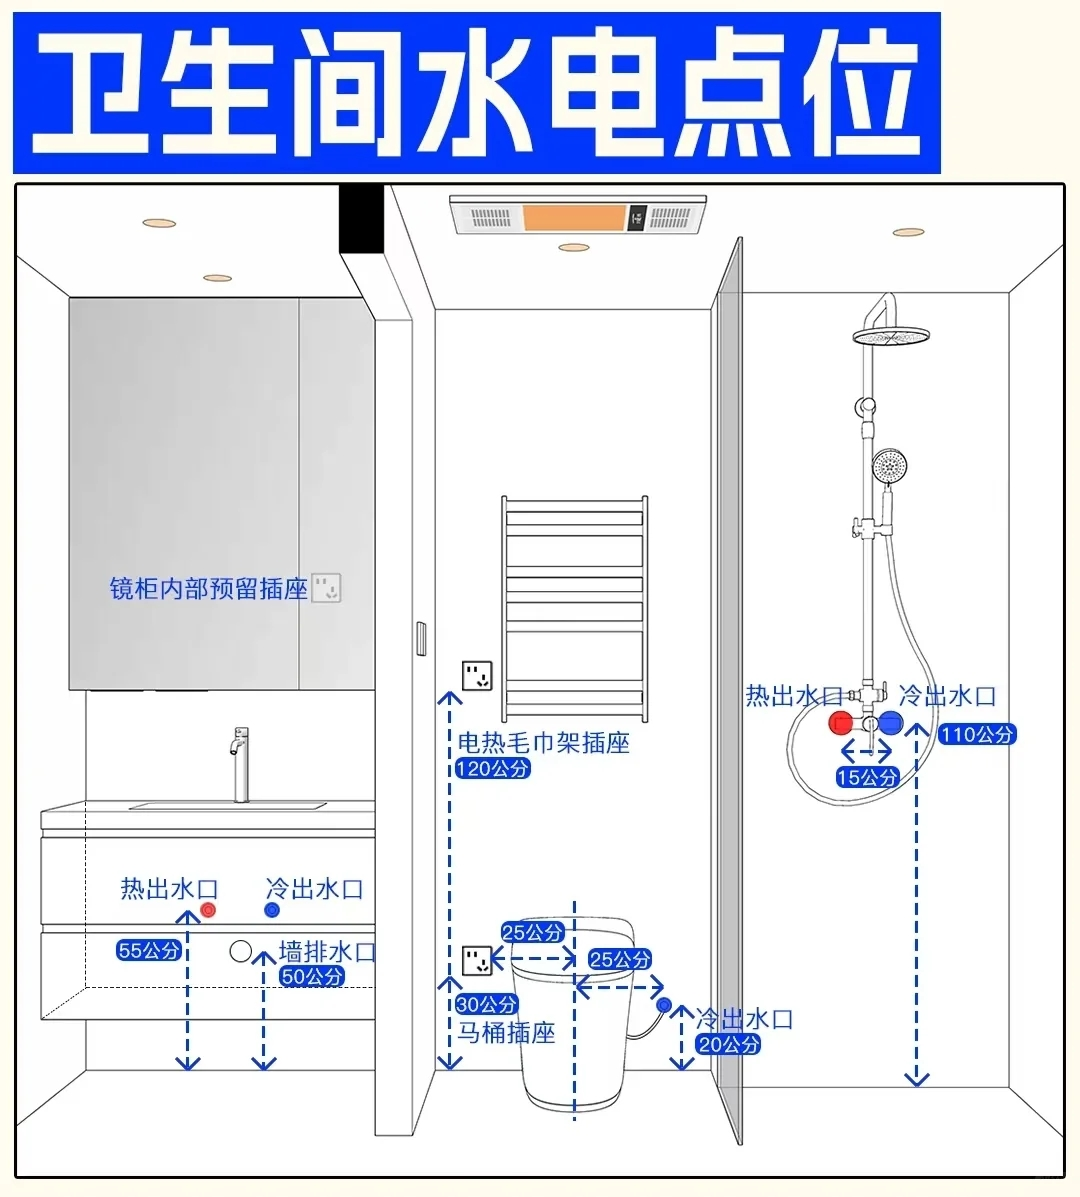 卫生间水电点位
镜柜内部预留插座
热出水口
冷出水口
110公分
15公分
电热毛巾架插座
120公分
热出水口
冷出水口
55公分
墙排水口
50公分
25公分
25公分
30公分
马桶插座
冷出水口
20公分